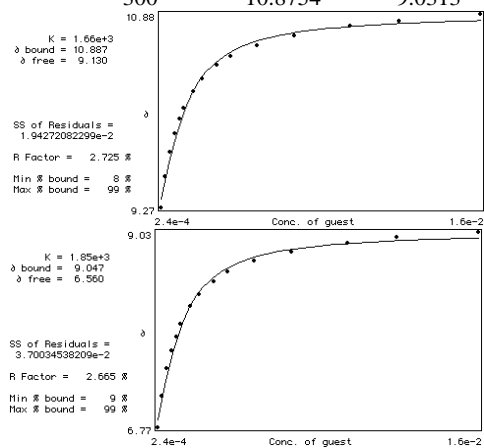 300 10.8754 9.0315
10.88
K = 1.66e+3
∂ bound = 10.887
∂ free = 9.130
∂
SS of Residuals =
1.94272082299e-2
R Factor = 2.725 %
Min % bound = 8 %
Max % bound = 99 %
9.27
2.4e-4 Conc. of guest 1.6e-2
9.03
K = 1.85e+3
∂ bound = 9.047
∂ free = 6.560
∂
SS of Residuals =
3.70034538209e-2
R Factor = 2.665 %
Min % bound = 9 %
Max % bound = 99 %
6.77
2.4e-4 Conc. of guest 1.6e-2